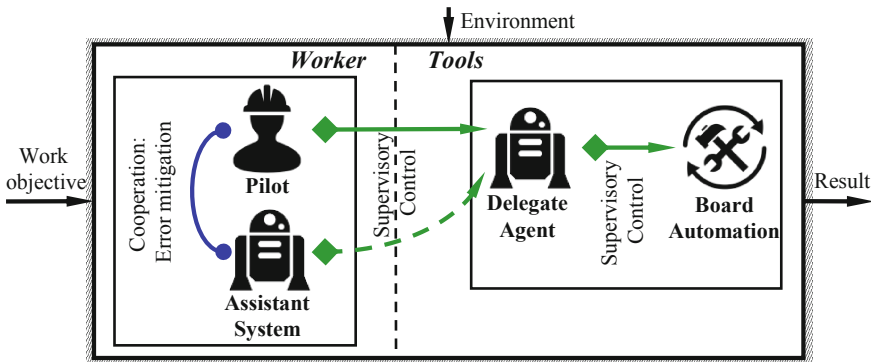 Environment
Worker
Tools
Work
objective
Cooperation:
Error mitigation
Pilot
Assistant
System
Supervisory
Control
Delegate
Agent
Supervisory
Control
Board
Automation
Result